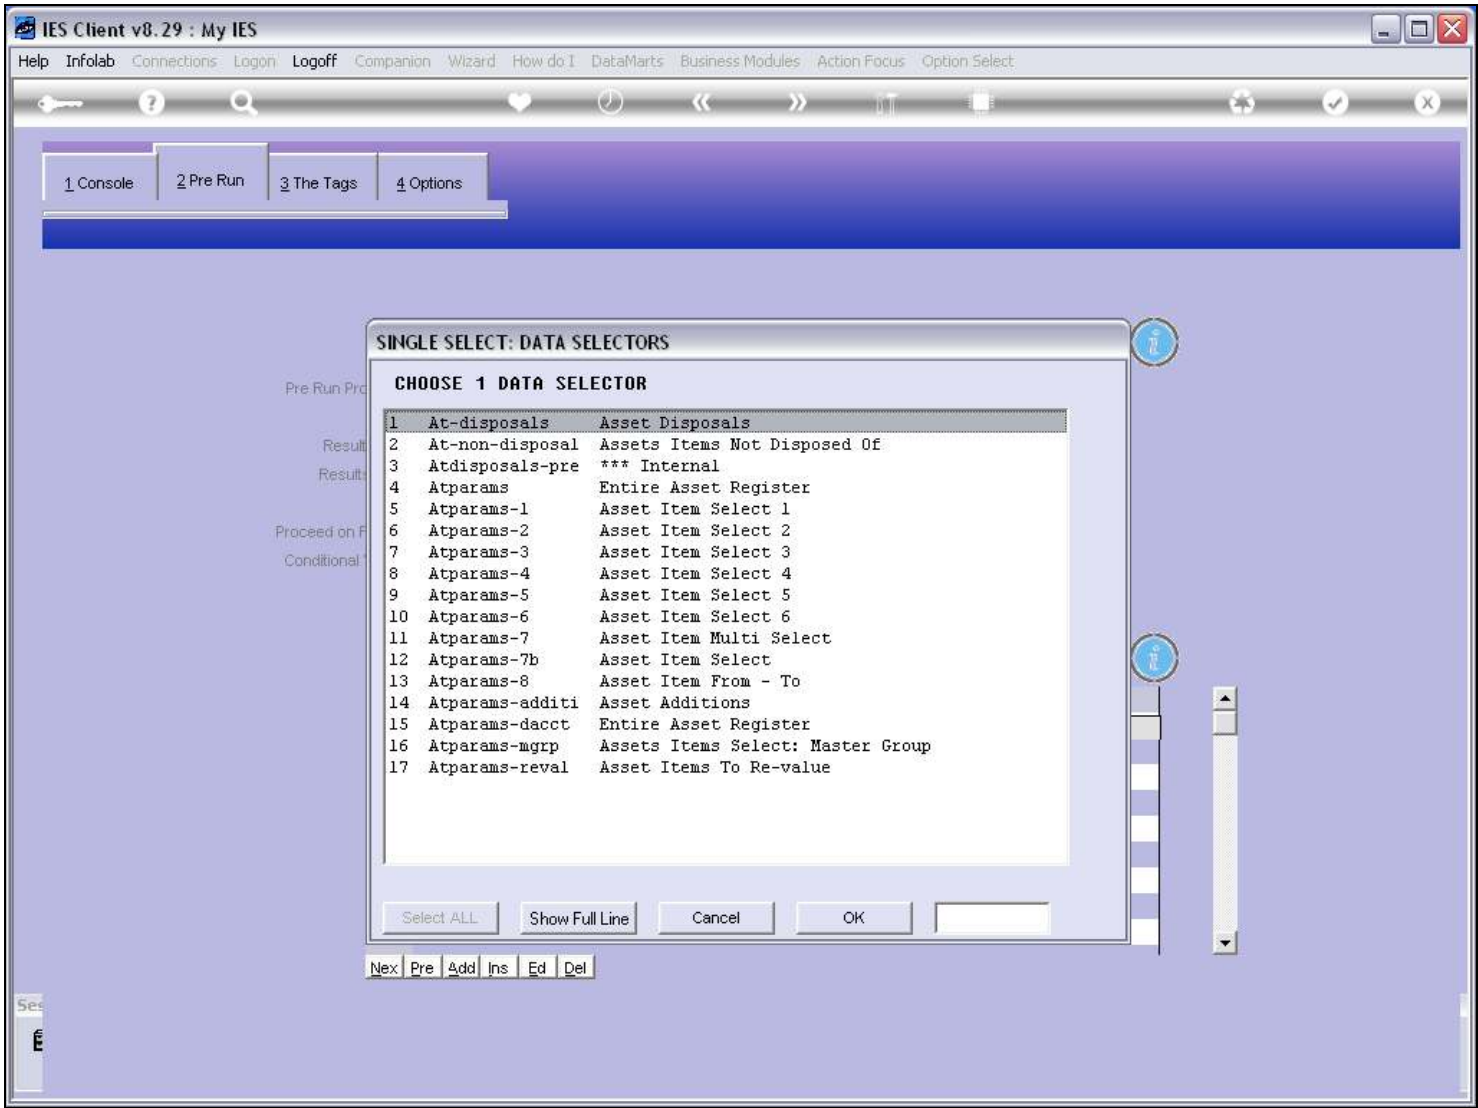 IES Client v8.29 : My IES
Help Infolab Connections Logon Logoff Companion Wizard How do I DataMarts Business Modules Action Focus Option Select
1 Console 2 Pre Run 3 The Tags 4 Options
SINGLE SELECT: DATA SELECTORS
CHOOSE 1 DATA SELECTOR
Pre Run
1 At-disposals Asset Disposals
2 At-non-disposal Assets Items Not Disposed Of
3 Atdisposals-pre *** Internal
4 Atparams Entire Asset Register
5 Atparams-1 Asset Item Select 1
6 Atparams-2 Asset Item Select 2
7 Atparams-3 Asset Item Select 3
8 Atparams-4 Asset Item Select 4
9 Atparams-5 Asset Item Select 5
10 Atparams-6 Asset Item Select 6
11 Atparams-7 Asset Item Multi Select
12 Atparams-7b Asset Item Select
13 Atparams-8 Asset Item From - To
14 Atparams-additi Asset Additions
15 Atparams-dacct Entire Asset Register
16 Atparams-mgrp Assets Items Select: Master Group
17 Atparams-reval Asset Items To Re-value
Result
Results
Proceed on F
Conditional
Select ALL Show Full Line Cancel OK
Nex Pre Add Ins Ed Del
Ses